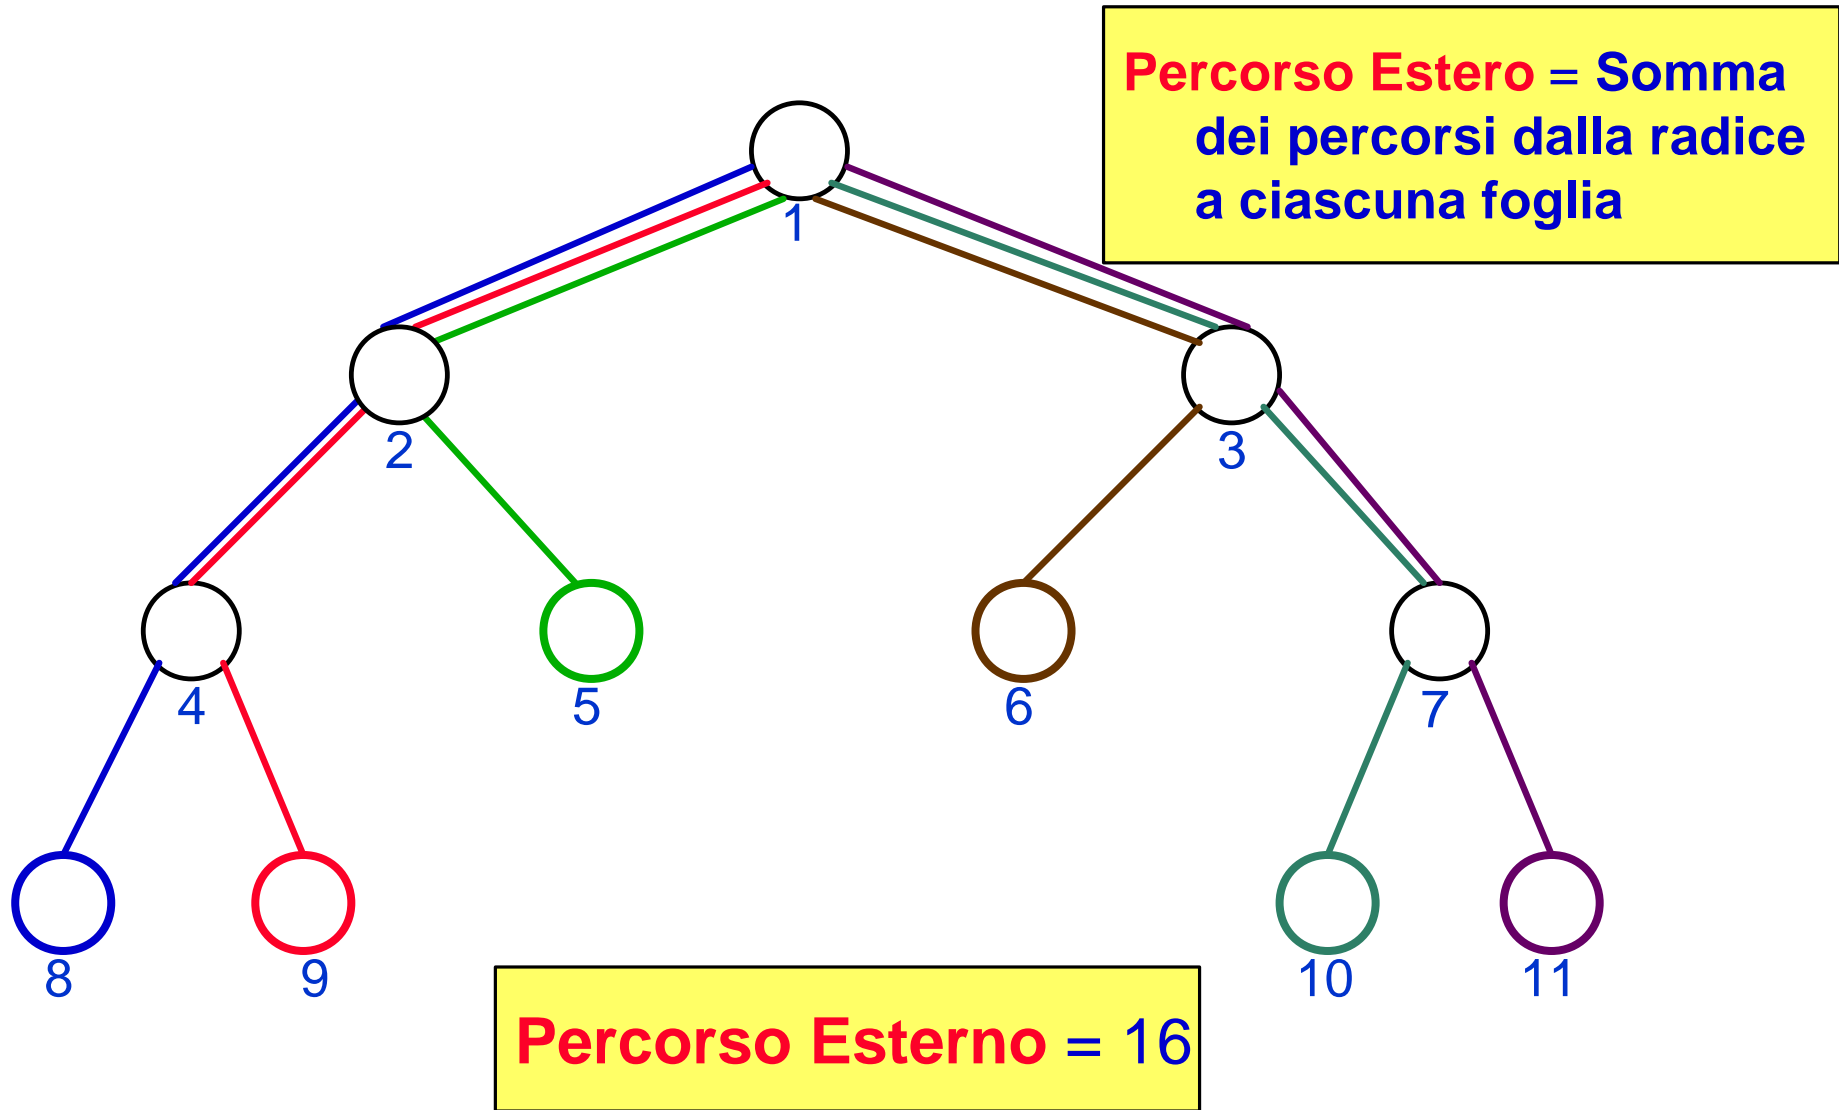 Percorso Estero = Somma
dei percorsi dalla radice
a ciascuna foglia
1
2
3
4
5
6
7
8
9
10
11
Percorso Esterno = 16